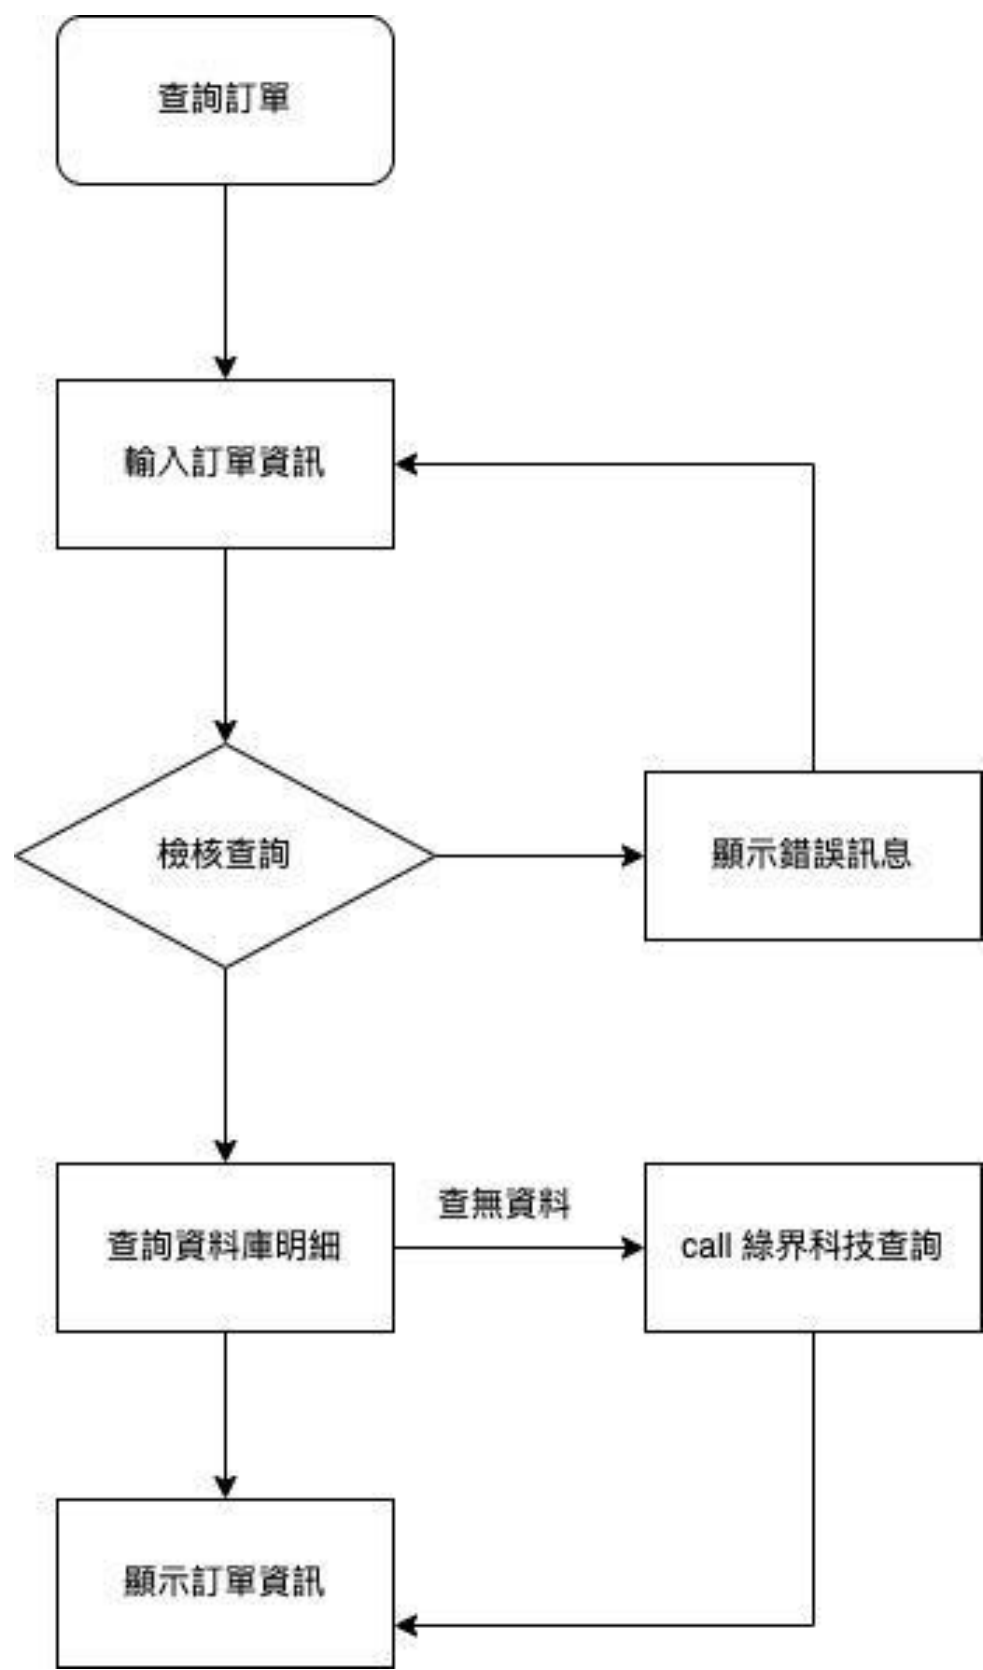 查詢訂單
輸入訂單資訊
檢核查詢
顯示錯誤訊息
查無資料
查詢資料庫明細
call 綠界科技查詢
顯示訂單資訊